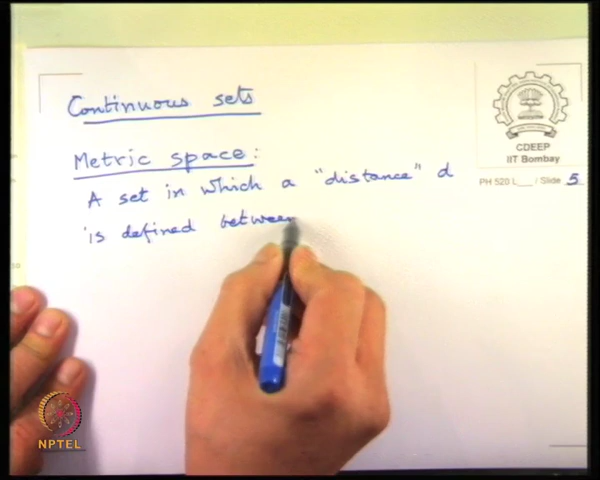 Continuous sets
Metric space:
A set in which a "distance" d
is defined between
CDEEP
IIT Bombay
PH 520 L__ / Slide 5
NPTEL